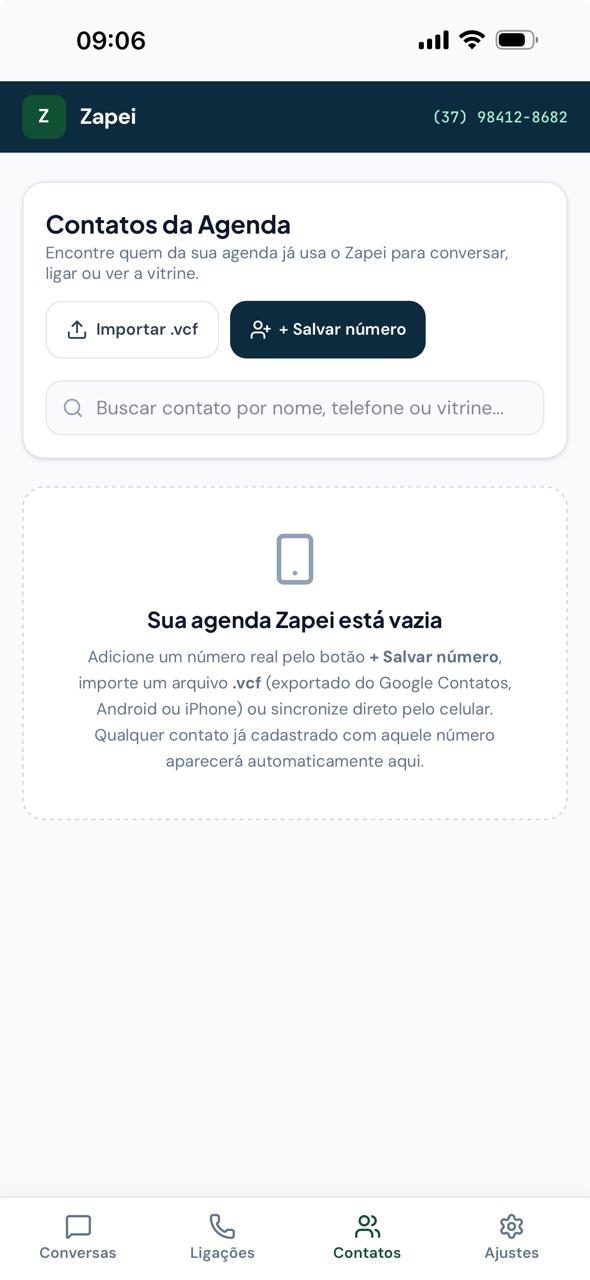 09:06
Z Zapei (37) 98412-8682
Contatos da Agenda
Encontre quem da sua agenda já usa o Zapei para conversar,
ligar ou ver a vitrine.
Importar .vcf + Salvar número
Buscar contato por nome, telefone ou vitrine...
Sua agenda Zapei está vazia
Adicione um número real pelo botão + Salvar número,
importe um arquivo .vcf (exportado do Google Contatos,
Android ou iPhone) ou sincronize direto pelo celular.
Qualquer contato já cadastrado com aquele número
aparecerá automaticamente aqui.
Conversas Ligações Contatos Ajustes